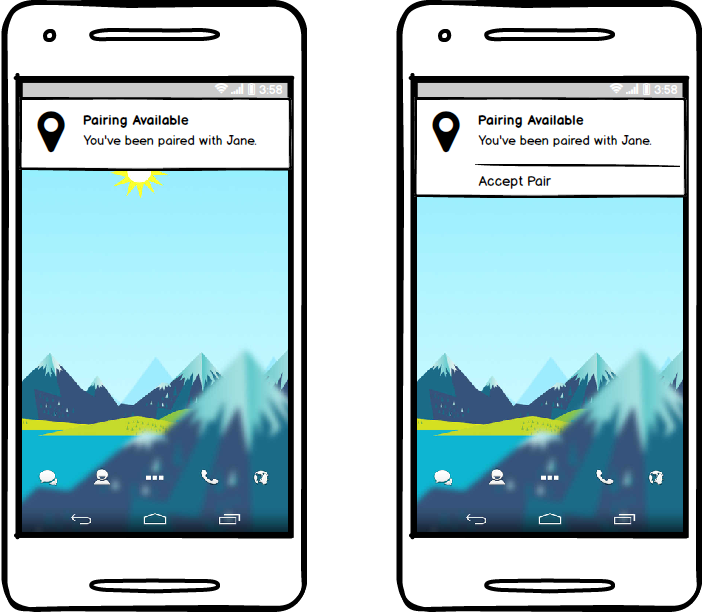 3:58
Pairing Available
You've been paired with Jane.
3:58
Pairing Available
You've been paired with Jane.
Accept Pair